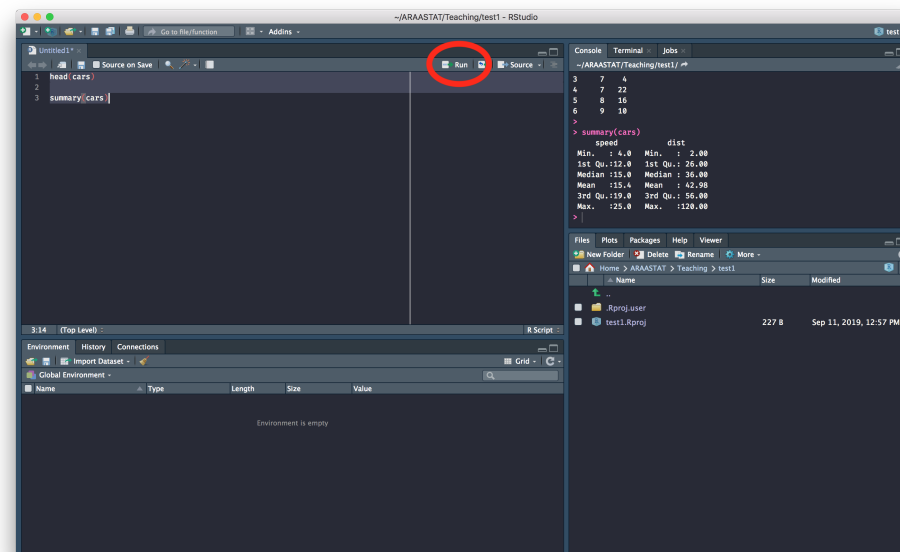 ~/ARAASTAT/Teaching/test1 - RStudio
Go to file/function Addins test
Untitled1*
Source on Save Run Source
1 head(cars)
2
3 summary(cars)
3:14 (Top Level) R Script
Console Terminal Jobs
~/ARAASTAT/Teaching/test1/
3 7 4
4 7 22
5 8 16
6 9 10
>
> summary(cars)
speed dist
Min. : 4.0 Min. : 2.00
1st Qu.:12.0 1st Qu.: 26.00
Median :15.0 Median : 36.00
Mean :15.4 Mean : 42.98
3rd Qu.:19.0 3rd Qu.: 56.00
Max. :25.0 Max. :120.00
>
Environment History Connections
Import Dataset Grid
Global Environment
Name Type Length Size Value
Environment is empty
Files Plots Packages Help Viewer
New Folder Delete Rename More
Home > ARAASTAT > Teaching > test1
Name Size Modified
..
.Rproj.user
test1.Rproj 227 B Sep 11, 2019, 12:57 PM